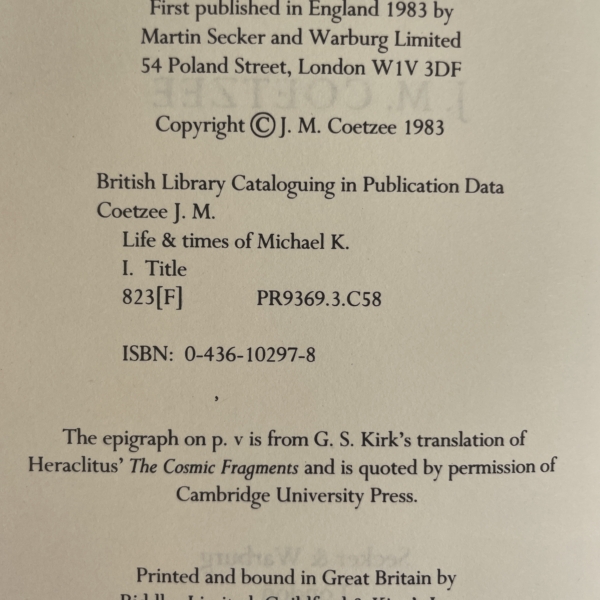 First published in England 1983 by
Martin Secker and Warburg Limited
54 Poland Street, London W1V 3DF
J. M. COETZEE
Copyright © J. M. Coetzee 1983
British Library Cataloguing in Publication Data
Coetzee J. M.
Life & times of Michael K.
I. Title
823[F] PR9369.3.C58
ISBN: 0-436-10297-8
The epigraph on p. v is from G. S. Kirk's translation of
Heraclitus' The Cosmic Fragments and is quoted by permission of
Cambridge University Press.
Secker & Warburg
Printed and bound in Great Britain by